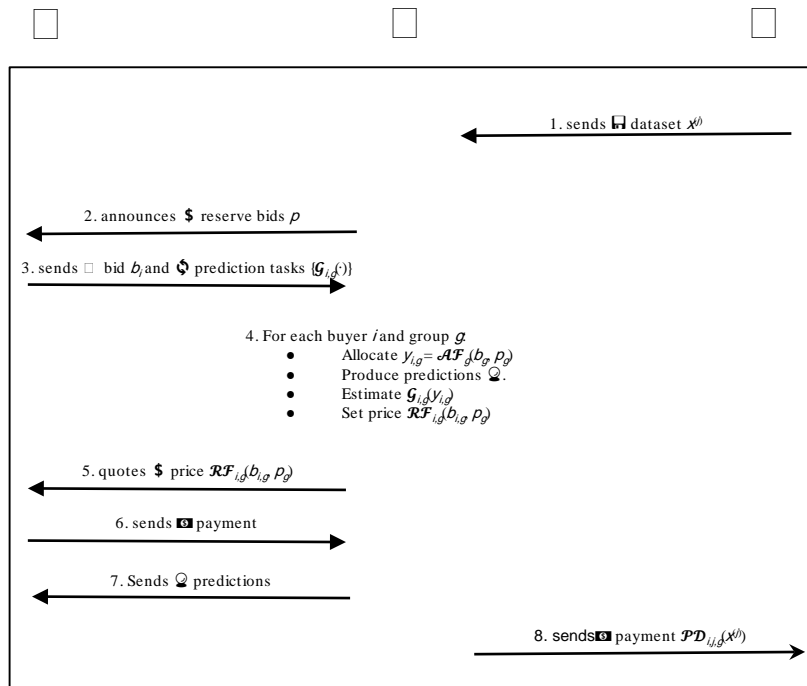 1. sends 🖬 dataset x⁽ʲ⁾
2. announces $ reserve bids p
3. sends □ bid bᵢ and 🗘 prediction tasks {𝓖ᵢ,g(·)}
4. For each buyer i and group g:
● Allocate yᵢ,g = 𝓐𝓕g(bg, pg)
● Produce predictions 🔮.
● Estimate 𝓖ᵢ,g(yᵢ,g)
● Set price 𝓡𝓕ᵢ,g(bᵢ,g, pg)
5. quotes $ price 𝓡𝓕ᵢ,g(bᵢ,g, pg)
6. sends 💵 payment
7. Sends 🔮 predictions
8. sends 💵 payment 𝓟𝓓ᵢ,ⱼ,g(x⁽ʲ⁾)